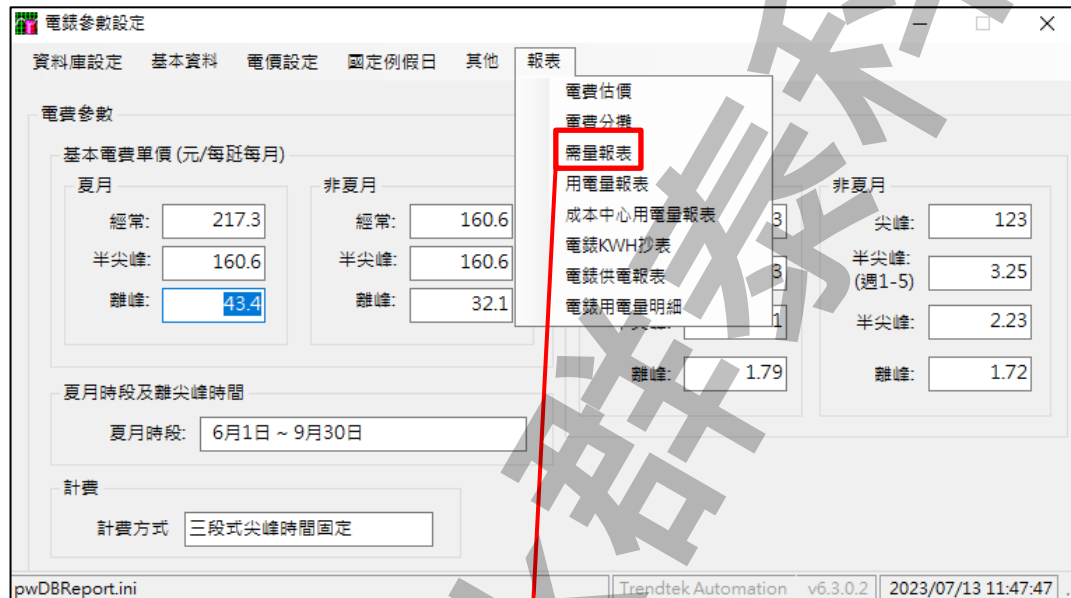 電錶參數設定
資料庫設定 基本資料 電價設定 國定例假日 其他 報表
電費估價
電費分攤
需量報表
用電量報表
成本中心用電量報表
電錶KWH抄表
電錶供電報表
電錶用電量明細
電費參數
基本電費單價 (元/每瓩每月)
夏月
經常: 217.3
半尖峰: 160.6
離峰: 43.4
非夏月
經常: 160.6
半尖峰: 160.6
離峰: 32.1
3
3
1
離峰: 1.79
非夏月
尖峰: 123
半尖峰:
(週1-5) 3.25
半尖峰: 2.23
離峰: 1.72
夏月時段及離尖峰時間
夏月時段: 6月1日 ~ 9月30日
計費
計費方式 三段式尖峰時間固定
pwDBReport.ini Trendtek Automation v6.3.0.2 2023/07/13 11:47:47